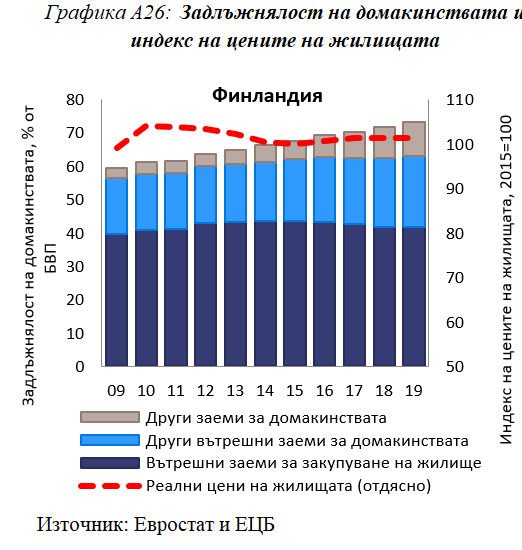 Графика А26: Задлъжнялост на домакинствата и
индекс на цените на жилищата
Финландия
Задлъжнялост на домакинствата, % от
БВП
80
70
60
50
40
30
20
10
0
110
100
90
80
70
60
50
Индекс на цените на жилищата, 2015=100
09 10 11 12 13 14 15 16 17 18 19
Други заеми за домакинствата
Други вътрешни заеми за домакинствата
Вътрешни заеми за закупуване на жилище
Реални цени на жилищата (отдясно)
Източник: Евростат и ЕЦБ